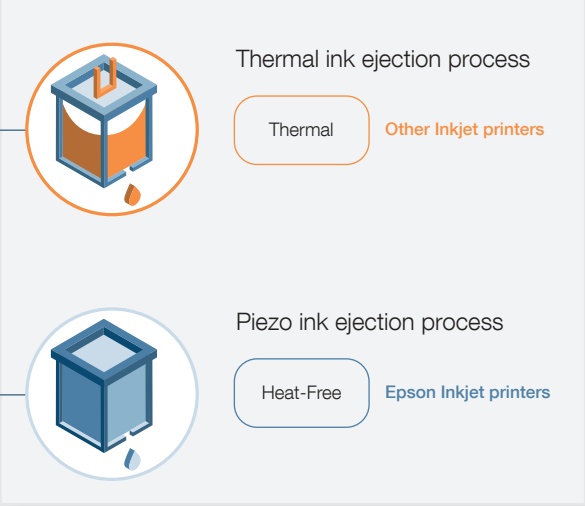 Thermal ink ejection process
Thermal
Other Inkjet printers
Piezo ink ejection process
Heat-Free
Epson Inkjet printers